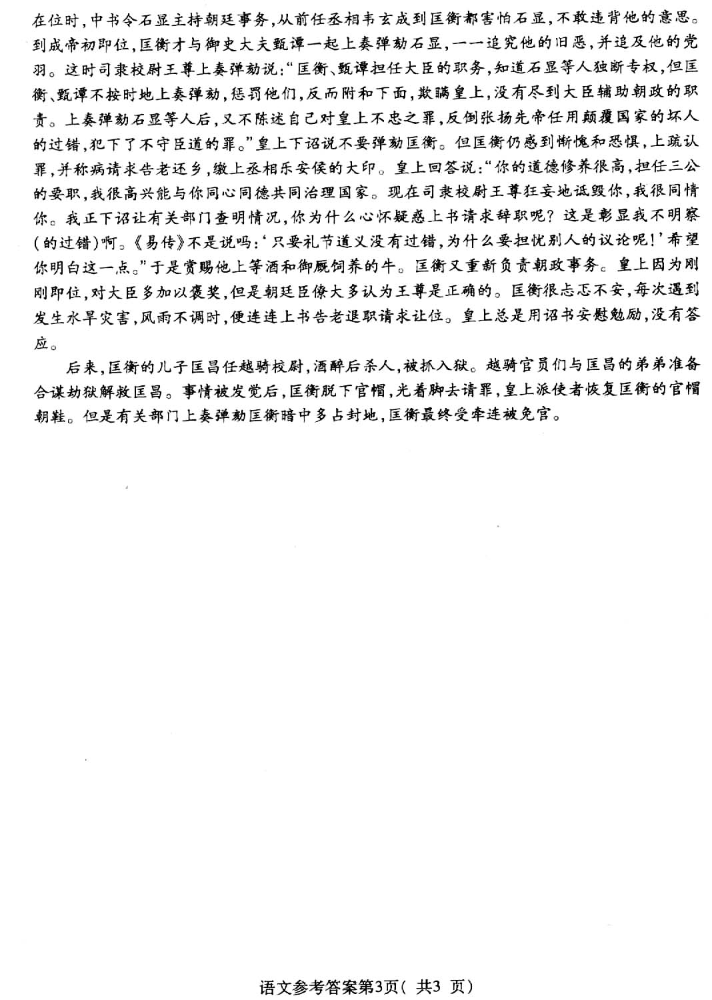 在位时,中书令石显主持朝廷事务,从前任丞相韦玄成到匡衡都害怕石显,不敢违背他的意思。
到成帝初即位,匡衡才与御史大夫甄谭一起上奏弹劾石显,一一追究他的旧恶,并追及他的党
羽。这时司隶校尉王尊上奏弹劾说:“匡衡、甄谭担任大臣的职务,知道石显等人独断专权,但匡
衡、甄谭不按时地上奏弹劾,惩罚他们,反而附和下面,欺瞒皇上,没有尽到大臣辅助朝政的职
责。上奏弹劾石显等人后,又不陈述自己对皇上不忠之罪,反倒张扬先帝任用颠覆国家的坏人
的过错,犯下了不守臣道的罪。”皇上下诏说不要弹劾匡衡。但匡衡仍感到惭愧和恐惧,上疏认
罪,并称病请求告老还乡,缴上丞相乐安侯的大印。皇上回答说:“你的道德修养很高,担任三公
的要职,我很高兴能与你同心同德共同治理国家。现在司隶校尉王尊狂妄地诋毁你,我很同情
你。我正下诏让有关部门查明情况,你为什么心怀疑惑上书请求辞职呢?这是彰显我不明察
(的过错)啊。《易传》不是说吗:‘只要礼节道义没有过错,为什么要担忧别人的议论呢!’希望
你明白这一点。”于是赏赐他上等酒和御厩饲养的牛。匡衡又重新负责朝政事务。皇上因为刚
刚即位,对大臣多加以褒奖,但是朝廷臣僚大多认为王尊是正确的。匡衡很忐忑不安,每次遇到
发生水旱灾害,风雨不调时,便连连上书告老退职请求让位。皇上总是用诏书安慰勉励,没有答
应。
后来,匡衡的儿子匡昌任越骑校尉,酒醉后杀人,被抓入狱。越骑官员们与匡昌的弟弟准备
合谋劫狱解救匡昌。事情被发觉后,匡衡脱下官帽,光着脚去请罪,皇上派使者恢复匡衡的官帽
朝鞋。但是有关部门上奏弹劾匡衡暗中多占封地,匡衡最终受牵连被免官。
语文参考答案第3页( 共3 页)